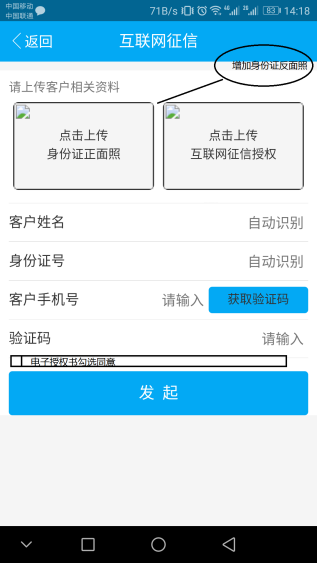 中国移动
中国联通
71B/s 4G 2G 83 14:18
返回
互联网征信
增加身份证反面照
请上传客户相关资料
点击上传
身份证正面照
点击上传
互联网征信授权
客户姓名 自动识别
身份证号 自动识别
客户手机号 请输入 获取验证码
验证码 请输入
电子授权书勾选同意
发 起